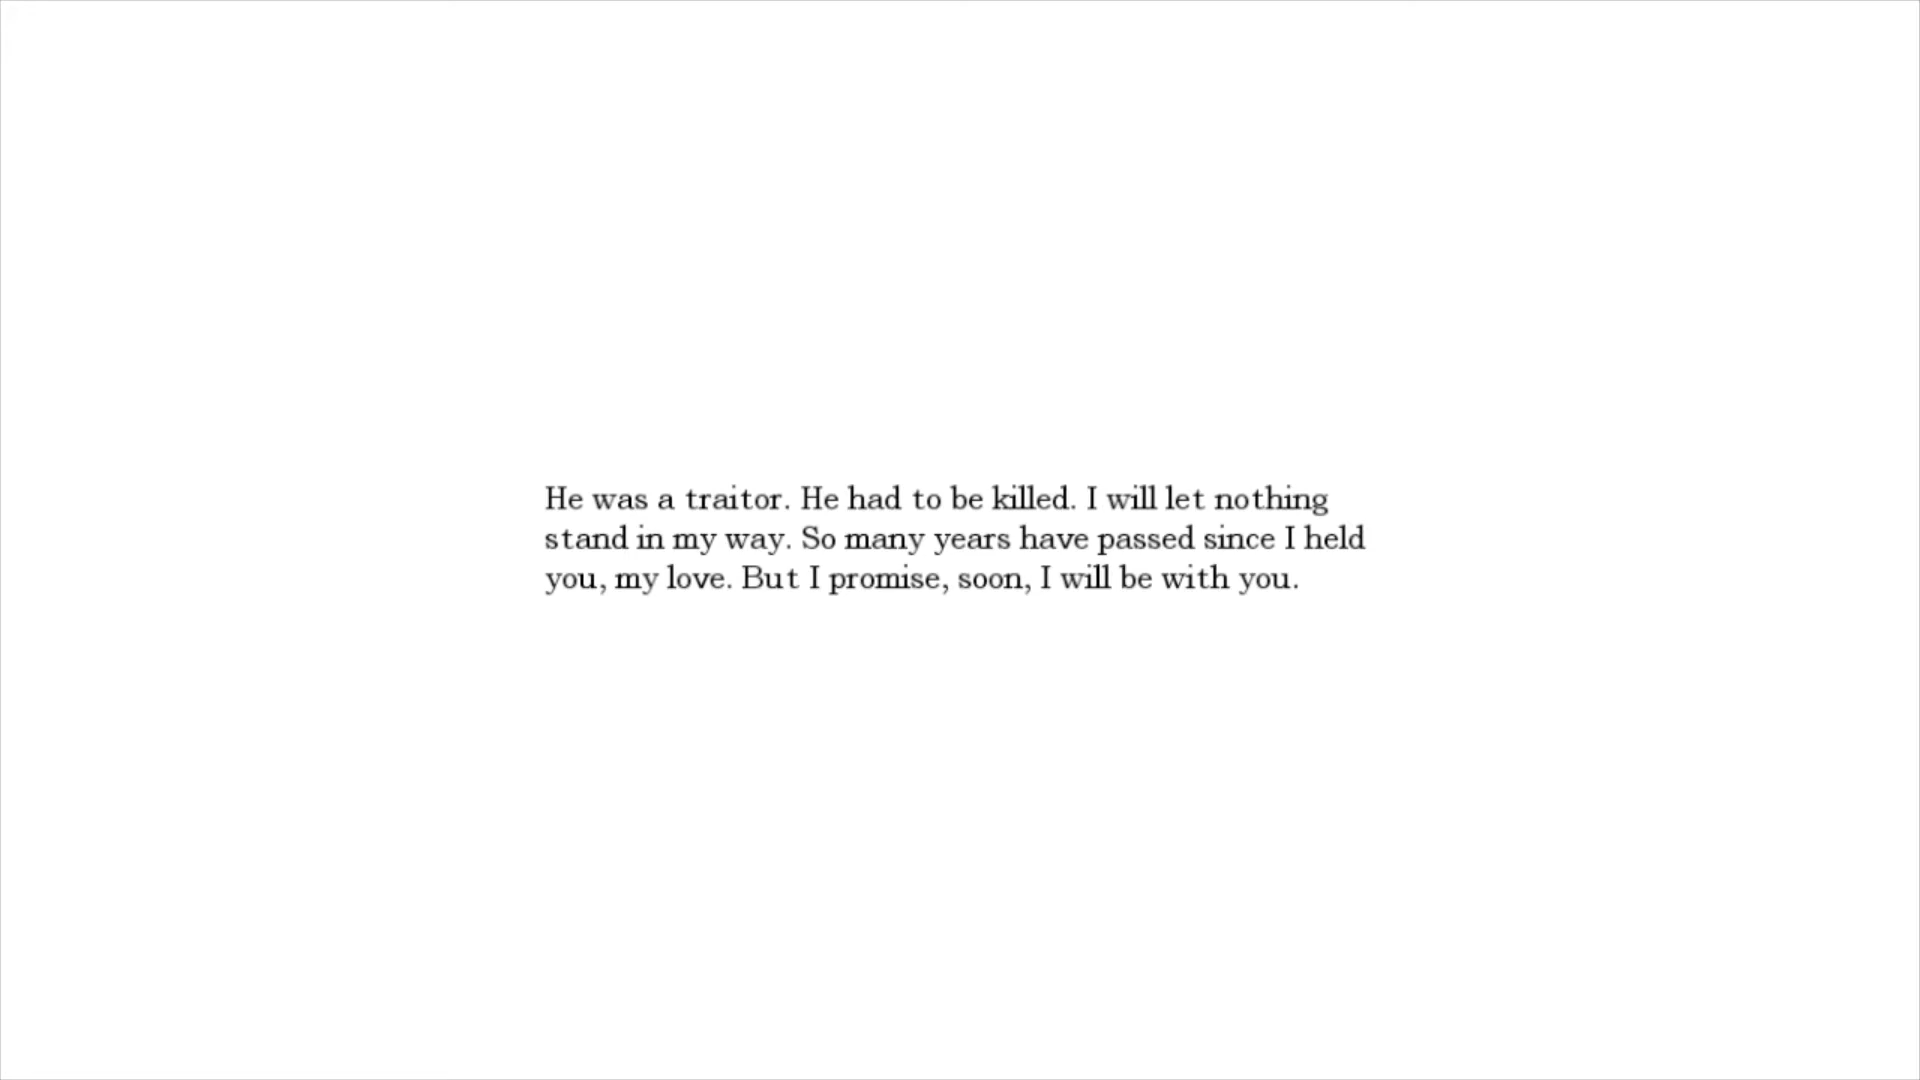 He was a traitor. He had to be killed. I will let nothing
stand in my way. So many years have passed since I held
you, my love. But I promise, soon, I will be with you.